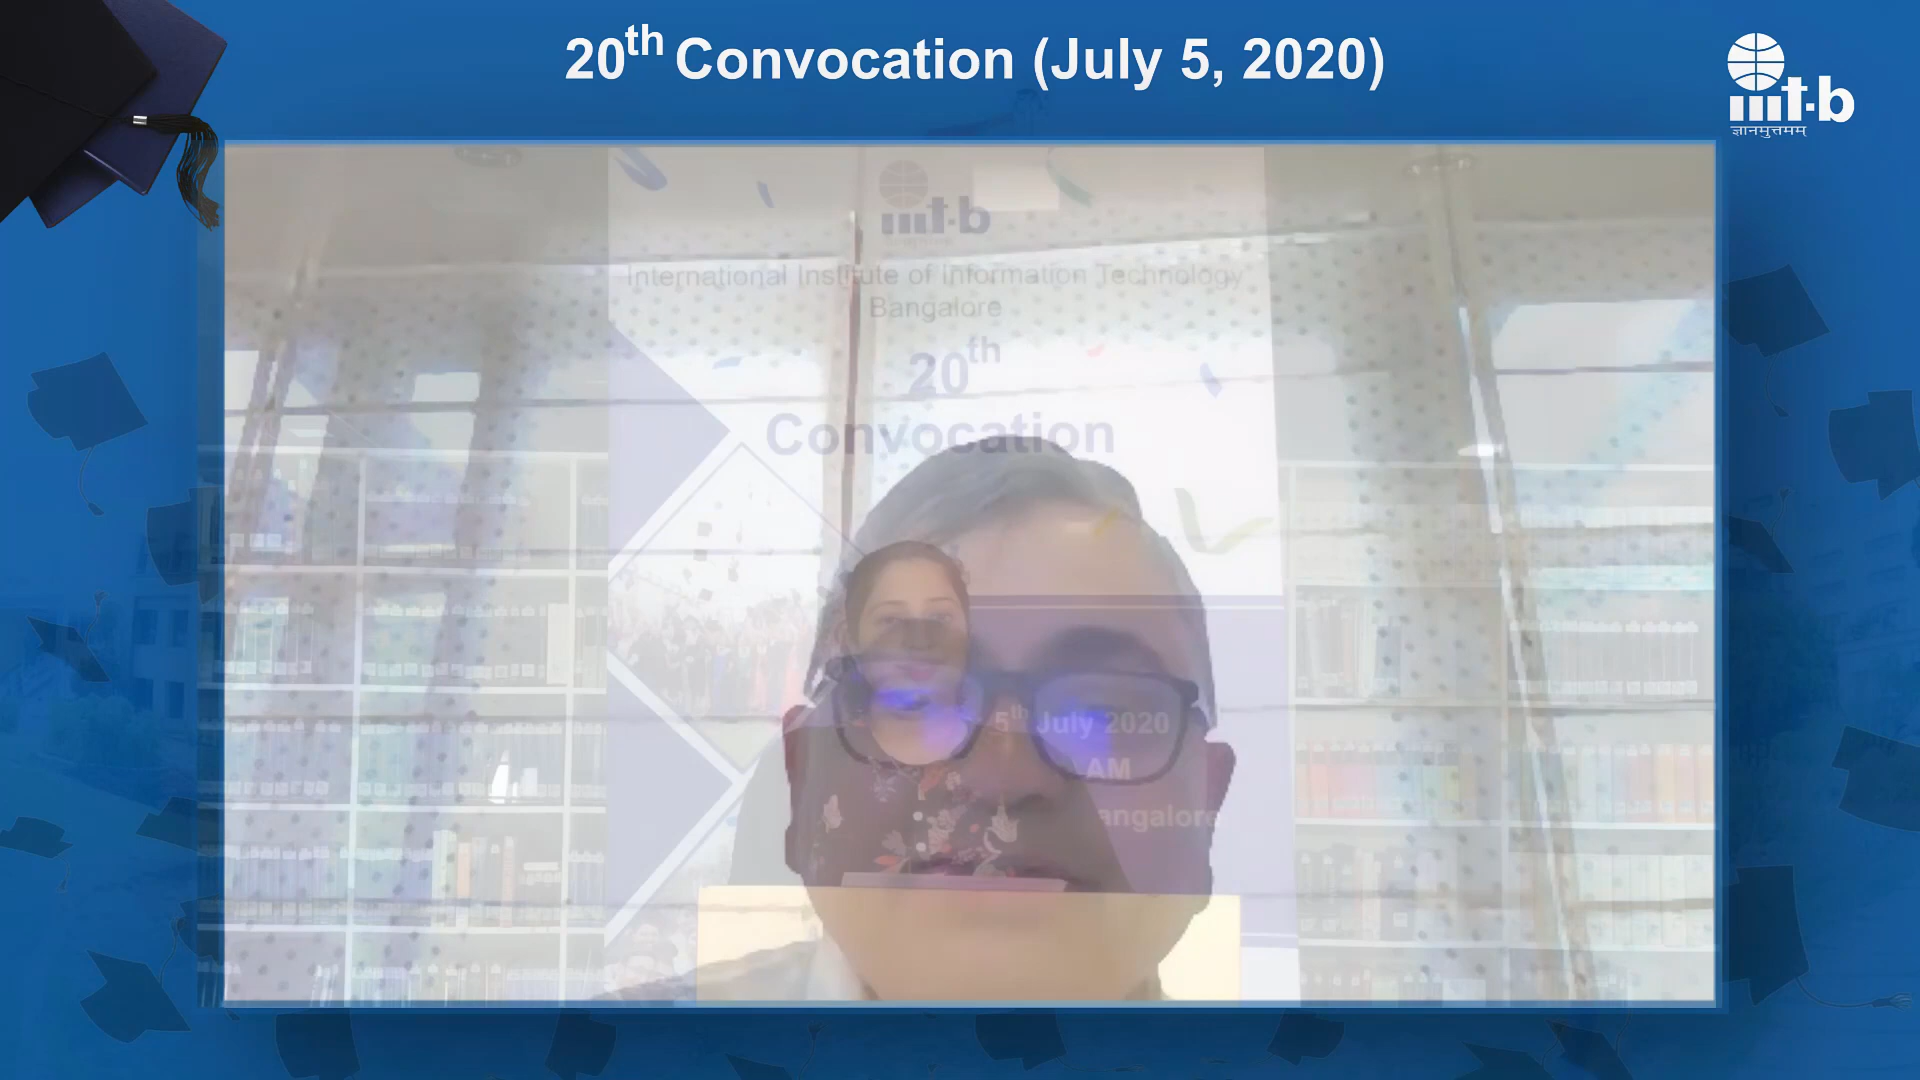 20th Convocation (July 5, 2020)
iiit-b
ज्ञानमुत्तमम्
iiit-b
International Institute of Information Technology
Bangalore
20th
Convocation
5th July 2020
AM
angalore